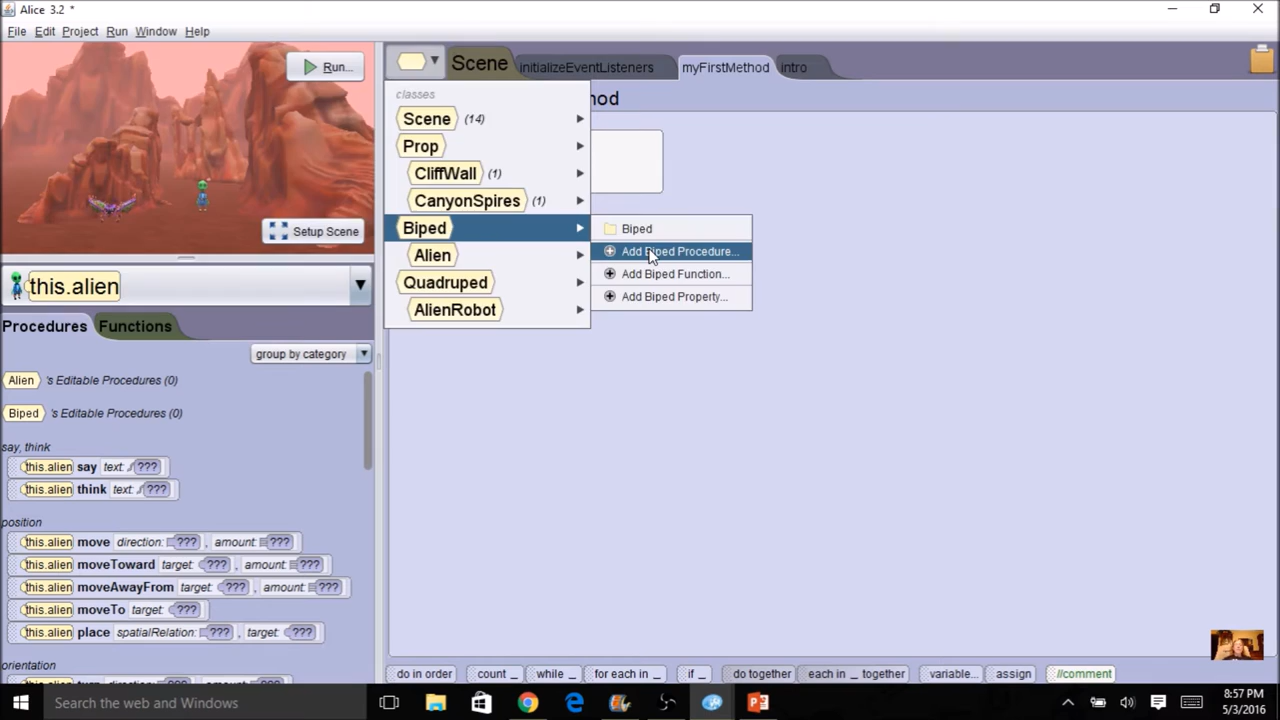 Alice 3.2 *
File Edit Project Run Window Help
Run...
Setup Scene
this.alien
Procedures Functions
group by category
Alien 's Editable Procedures (0)
Biped 's Editable Procedures (0)
say, think
this.alien say text: ???
this.alien think text: ???
position
this.alien move direction: ??? , amount: ???
this.alien moveToward target: ??? , amount: ???
this.alien moveAwayFrom target: ??? , amount: ???
this.alien moveTo target: ???
this.alien place spatialRelation: ??? , target: ???
orientation
Scene initializeEventListeners myFirstMethod intro
classes
Scene (14)
Prop
CliffWall (1)
CanyonSpires (1)
Biped
Alien
Quadruped
AlienRobot
Biped
Add Biped Procedure...
Add Biped Function...
Add Biped Property...
do in order count _ while _ for each in _ if _ do together each in _ together variable... assign //comment
Search the web and Windows
8:57 PM
5/3/2016